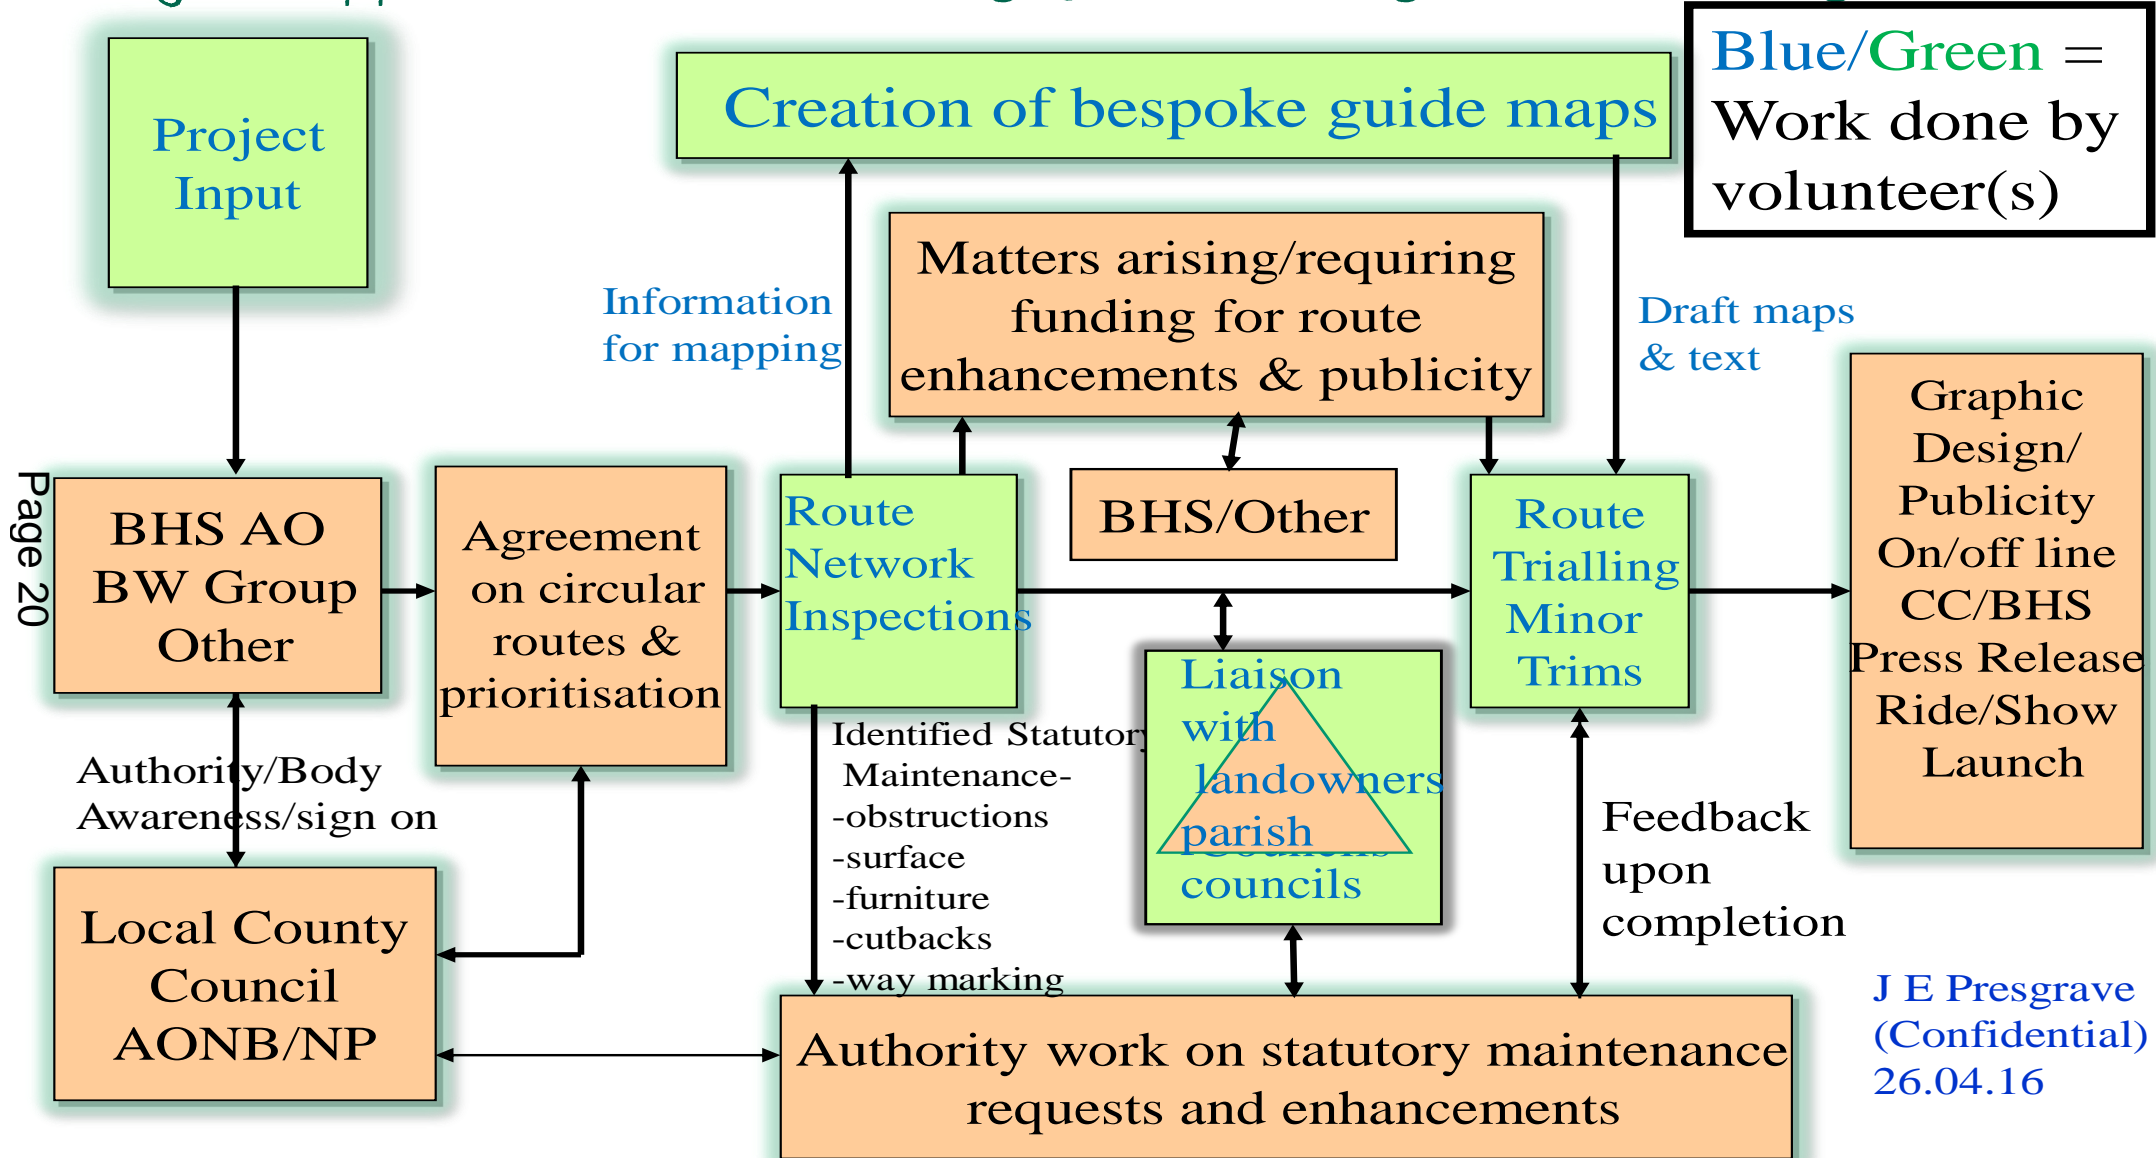 Blue/Green =
Work done by
volunteer(s)
Project
Input
Creation of bespoke guide maps
Matters arising/requiring
funding for route
enhancements & publicity
Information
for mapping
Draft maps
& text
Page 20
BHS AO
BW Group
Other
Agreement
on circular
routes &
prioritisation
Route
Network
Inspections
BHS/Other
Route
Trialling
Minor
Trims
Graphic
Design/
Publicity
On/off line
CC/BHS
Press Release
Ride/Show
Launch
Authority/Body
Awareness/sign on
Identified Statutory
Maintenance-
-obstructions
-surface
-furniture
-cutbacks
-way marking
Liaison
with
landowners
parish
councils
Feedback
upon
completion
Local County
Council
AONB/NP
Authority work on statutory maintenance
requests and enhancements
J E Presgrave
(Confidential)
26.04.16